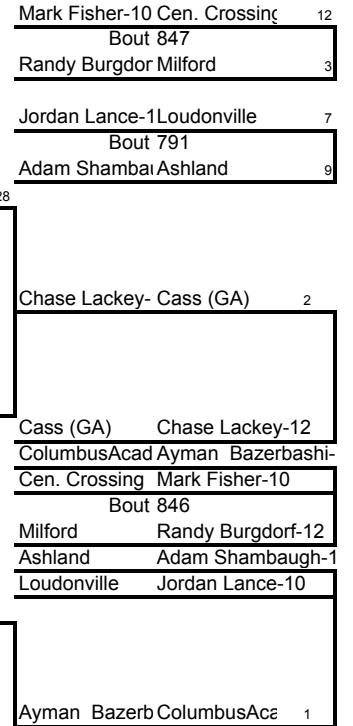 Mark Fisher-10 Cen. Crossing 12
Bout 847
Randy Burgdor Milford 3
Jordan Lance-1 Loudonville 7
Bout 791
Adam Shambau Ashland 9
28
Chase Lackey- Cass (GA) 2
Cass (GA) Chase Lackey-12
ColumbusAcad Ayman Bazerbashi-
Cen. Crossing Mark Fisher-10
Bout 846
Milford Randy Burgdorf-12
Ashland Adam Shambaugh-1
Loudonville Jordan Lance-10
Ayman Bazerb ColumbusAca 1